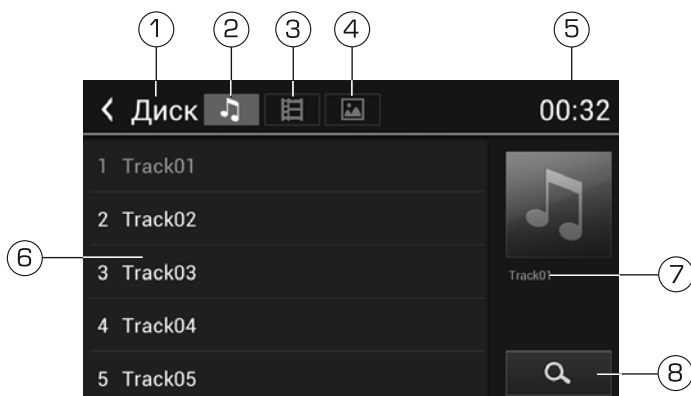 1 2 3 4 5
Диск 00:32
1 Track01
2 Track02
6
3 Track03
Track01 7
4 Track04
5 Track05
8